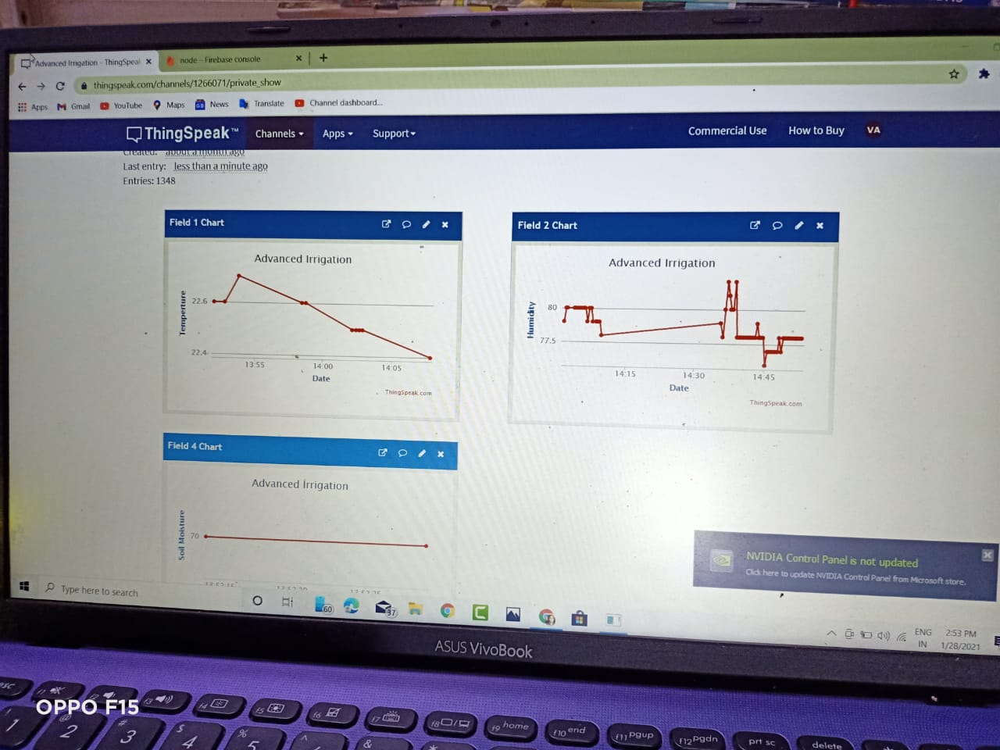 Advanced Irrigation - ThingSpeal
node – Firebase console
thingspeak.com/channels/1266071/private_show
Apps
Gmail
YouTube
Maps
News
Translate
Channel dashboard...
ThingSpeak™
Channels
Apps
Support
Commercial Use
How to Buy
VA
Created: about a month ago
Last entry: less than a minute ago
Entries: 1348
Field 1 Chart
Advanced Irrigation
Temperture
22.6
22.4
13:55
14:00
14:05
Date
ThingSpeak.com
Field 2 Chart
Advanced Irrigation
Humidity
80
77.5
14:15
14:30
14:45
Date
ThingSpeak.com
Field 4 Chart
Advanced Irrigation
Soil Moisture
70
NVIDIA Control Panel is not updated
Click here to update NVIDIA Control Panel from Microsoft store.
Type here to search
60
37
ENG
IN
2:53 PM
1/28/2021
ASUS VivoBook
esc
f1
f2
f3
f4
f5
f6
f7
f8
f9 home
f10 end
f11 pgup
f12 pgdn
prt sc
delete
! 1
@ 2
# 3
$ 4
% 5
^
&
*
OPPO F15